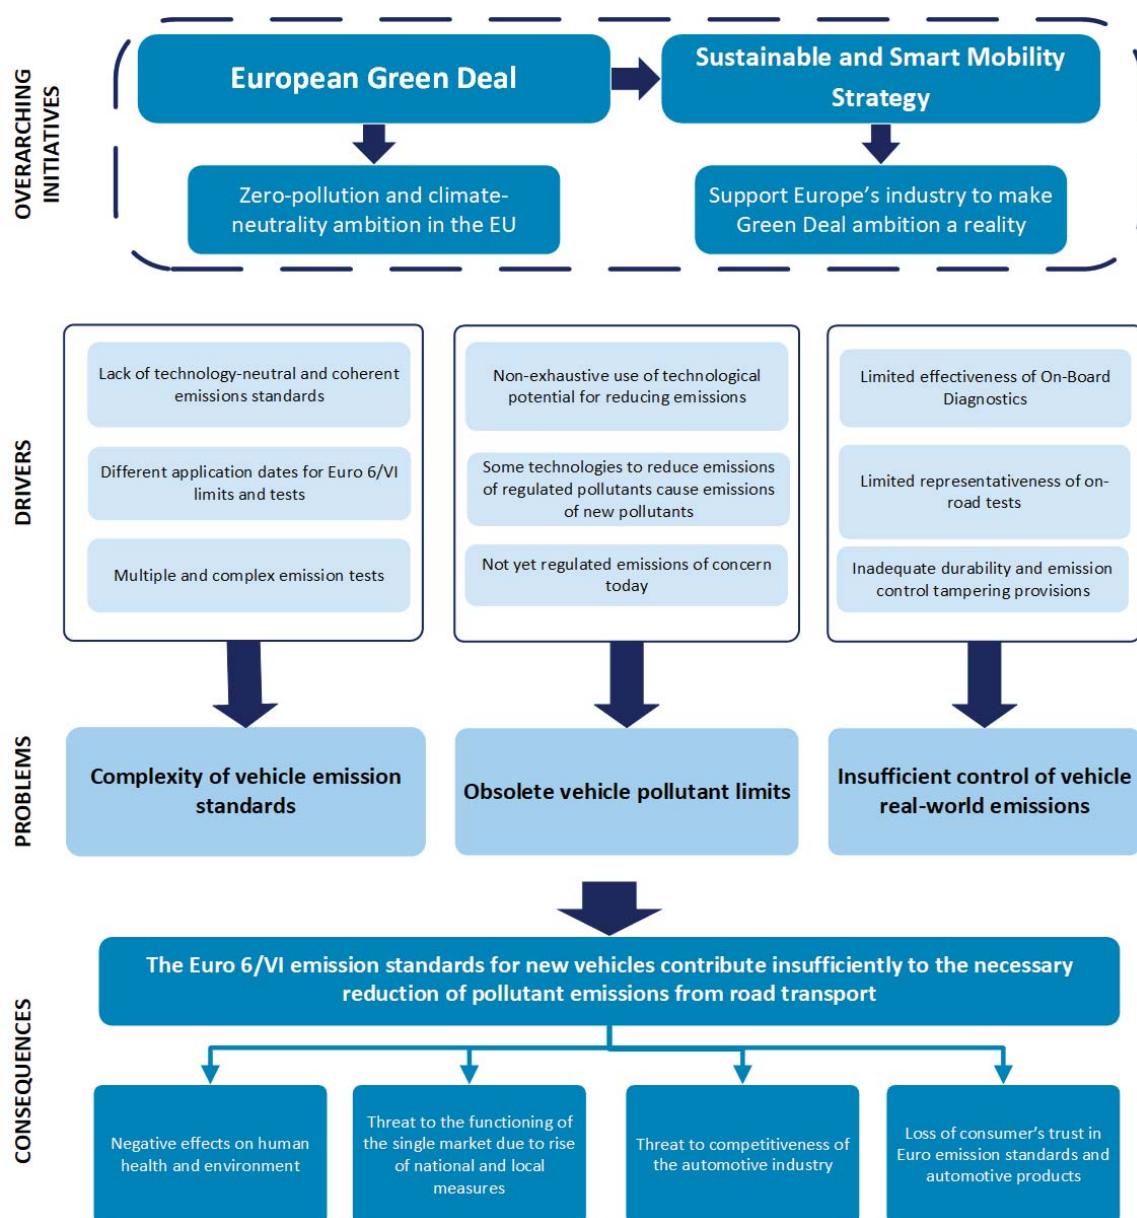 OVERARCHING
INITIATIVES
European Green Deal
Sustainable and Smart Mobility
Strategy
Zero-pollution and climate-
neutrality ambition in the EU
Support Europe's industry to make
Green Deal ambition a reality
DRIVERS
Lack of technology-neutral and coherent
emissions standards
Different application dates for Euro 6/VI
limits and tests
Multiple and complex emission tests
Non-exhaustive use of technological
potential for reducing emissions
Some technologies to reduce emissions
of regulated pollutants cause emissions
of new pollutants
Not yet regulated emissions of concern
today
Limited effectiveness of On-Board
Diagnostics
Limited representativeness of on-
road tests
Inadequate durability and emission
control tampering provisions
PROBLEMS
Complexity of vehicle emission
standards
Obsolete vehicle pollutant limits
Insufficient control of vehicle
real-world emissions
CONSEQUENCES
The Euro 6/VI emission standards for new vehicles contribute insufficiently to the necessary
reduction of pollutant emissions from road transport
Negative effects on human
health and environment
Threat to the functioning of
the single market due to rise
of national and local
measures
Threat to competitiveness of
the automotive industry
Loss of consumer's trust in
Euro emission standards and
automotive products